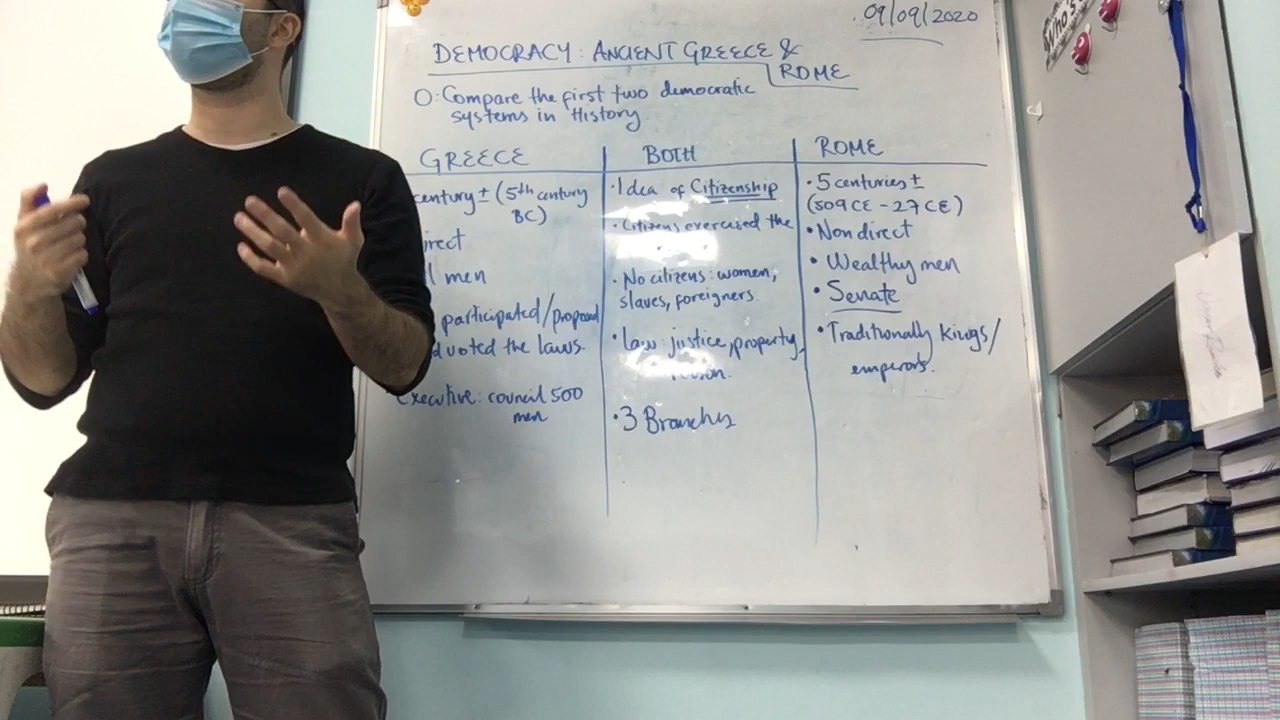 09/09/2020
DEMOCRACY: ANCIENT GREECE &
ROME
O: Compare the first two democratic
systems in History
GREECE
century ± (5th century
BC)
men
participated/proposed
voted the laws.
Executive: council 500
men
BOTH
• Idea of Citizenship
• Citizens exercised the
• No citizens: women,
slaves, foreigners.
• Law: justice, property,
• 3 Branches
ROME
• 5 centuries ±
(509 CE - 27 CE)
• Non direct
• Wealthy men
• Senate
• Traditionally Kings/
emperors.
Who's